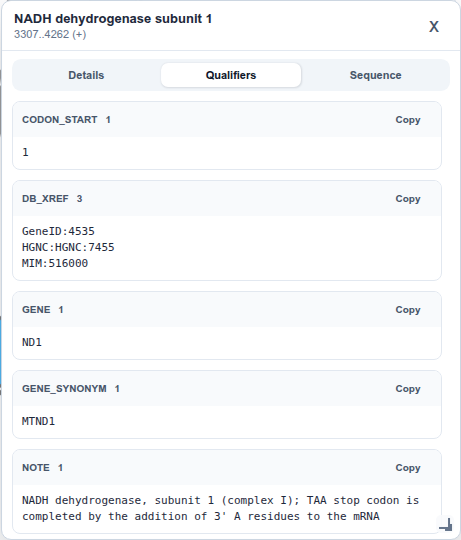 NADH dehydrogenase subunit 1
3307..4262 (+)
X
Details Qualifiers Sequence
CODON_START 1 Copy
1
DB_XREF 3 Copy
GeneID:4535
HGNC:HGNC:7455
MIM:516000
GENE 1 Copy
ND1
GENE_SYNONYM 1 Copy
MTND1
NOTE 1 Copy
NADH dehydrogenase, subunit 1 (complex I); TAA stop codon is
completed by the addition of 3' A residues to the mRNA